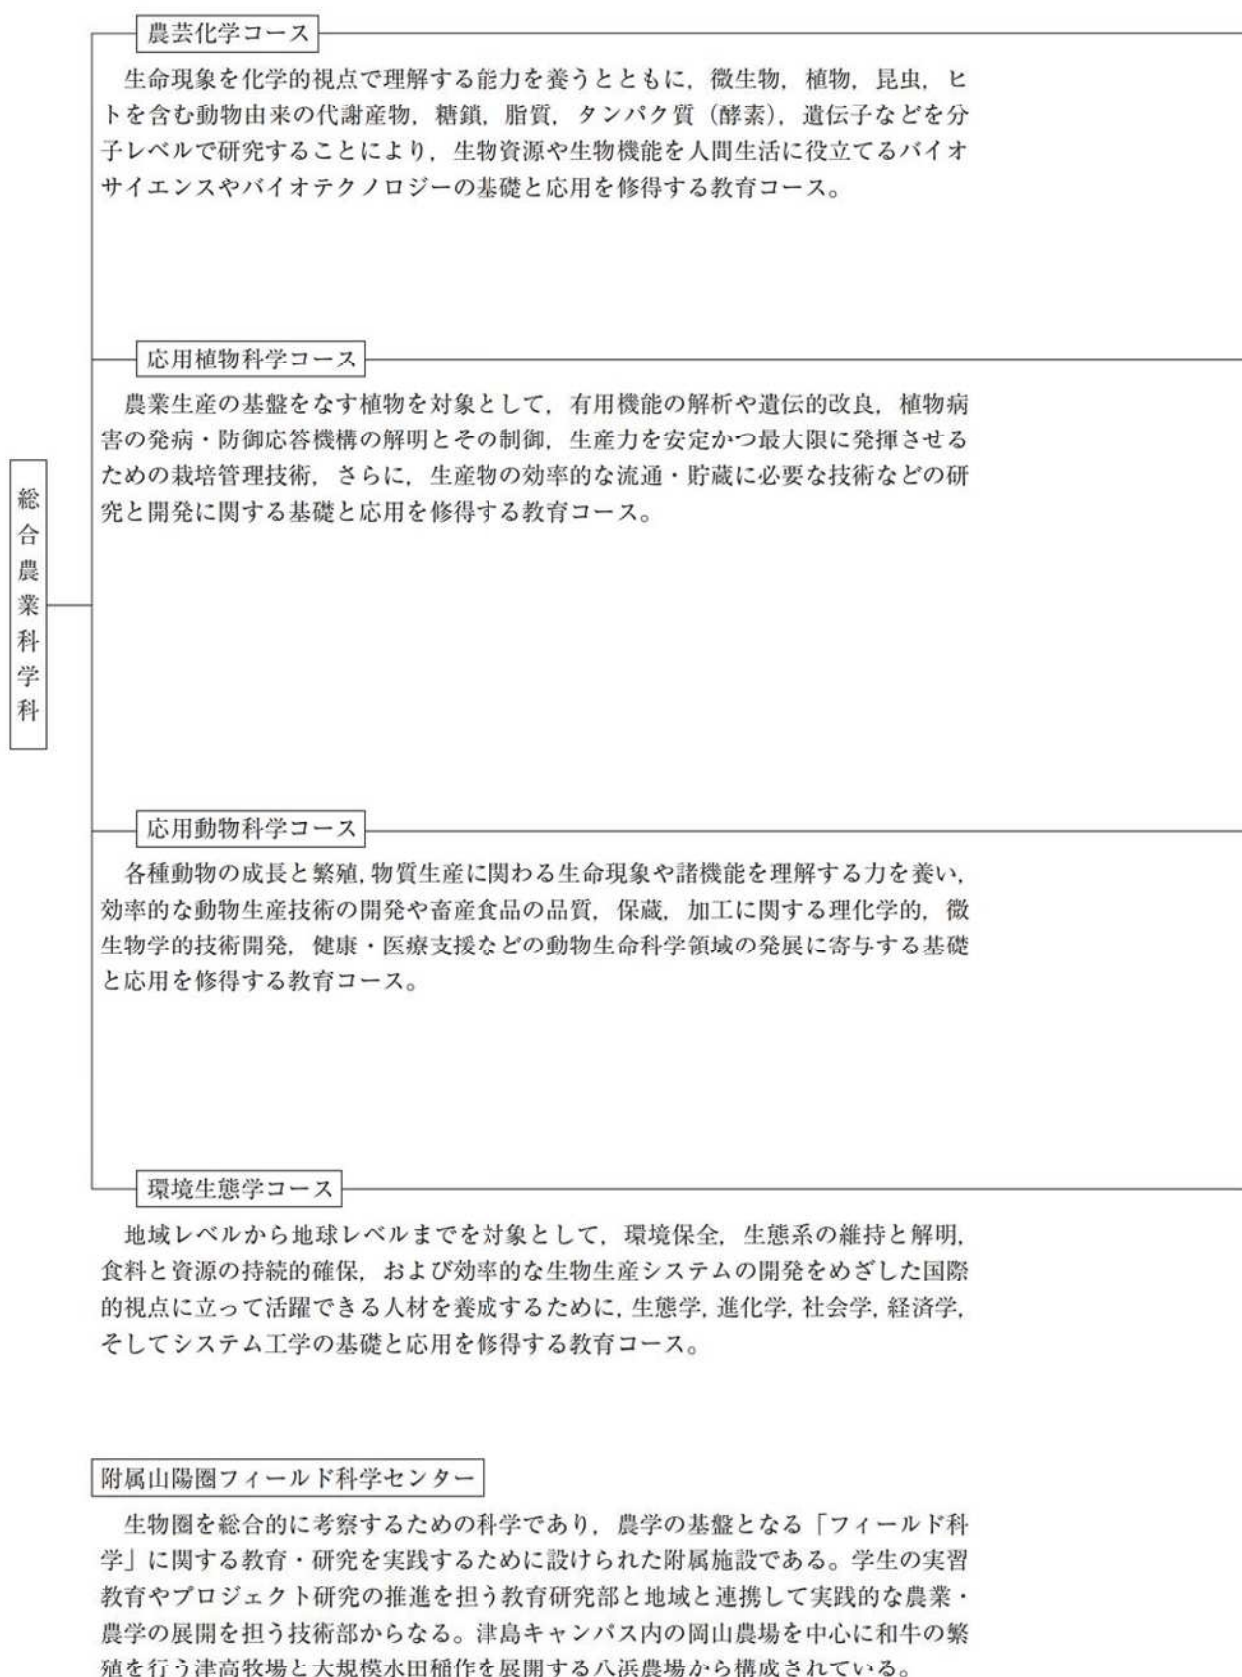 農芸化学コース
生命現象を化学的視点で理解する能力を養うとともに，微生物，植物，昆虫，ヒ
トを含む動物由来の代謝産物，糖鎖，脂質，タンパク質（酵素），遺伝子などを分
子レベルで研究することにより，生物資源や生物機能を人間生活に役立てるバイオ
サイエンスやバイオテクノロジーの基礎と応用を修得する教育コース。
応用植物科学コース
農業生産の基盤をなす植物を対象として，有用機能の解析や遺伝的改良，植物病
害の発病・防御応答機構の解明とその制御，生産力を安定かつ最大限に発揮させる
ための栽培管理技術，さらに，生産物の効率的な流通・貯蔵に必要な技術などの研
究と開発に関する基礎と応用を修得する教育コース。
総合農業科学科
応用動物科学コース
各種動物の成長と繁殖，物質生産に関わる生命現象や諸機能を理解する力を養い，
効率的な動物生産技術の開発や畜産食品の品質，保蔵，加工に関する理化学的，微
生物学的技術開発，健康・医療支援などの動物生命科学領域の発展に寄与する基礎
と応用を修得する教育コース。
環境生態学コース
地域レベルから地球レベルまでを対象として，環境保全，生態系の維持と解明，
食料と資源の持続的確保，および効率的な生物生産システムの開発をめざした国際
的視点に立って活躍できる人材を養成するために，生態学，進化学，社会学，経済学，
そしてシステム工学の基礎と応用を修得する教育コース。
附属山陽圏フィールド科学センター
生物圏を総合的に考察するための科学であり，農学の基盤となる「フィールド科
学」に関する教育・研究を実践するために設けられた附属施設である。学生の実習
教育やプロジェクト研究の推進を担う教育研究部と地域と連携して実践的な農業・
農学の展開を担う技術部からなる。津島キャンパス内の岡山農場を中心に和牛の繁
殖を行う津高牧場と大規模水田稲作を展開する八浜農場から構成されている。